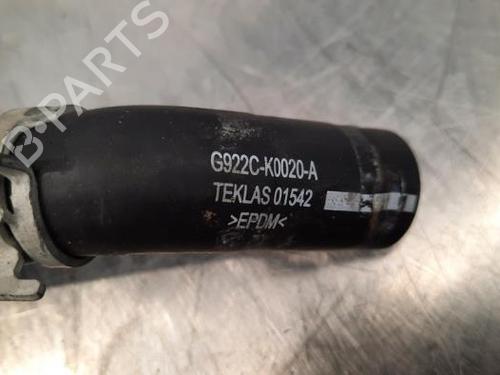 B-PARTS
G922C-K0020-A
TEKLAS 01542
>EPDM<